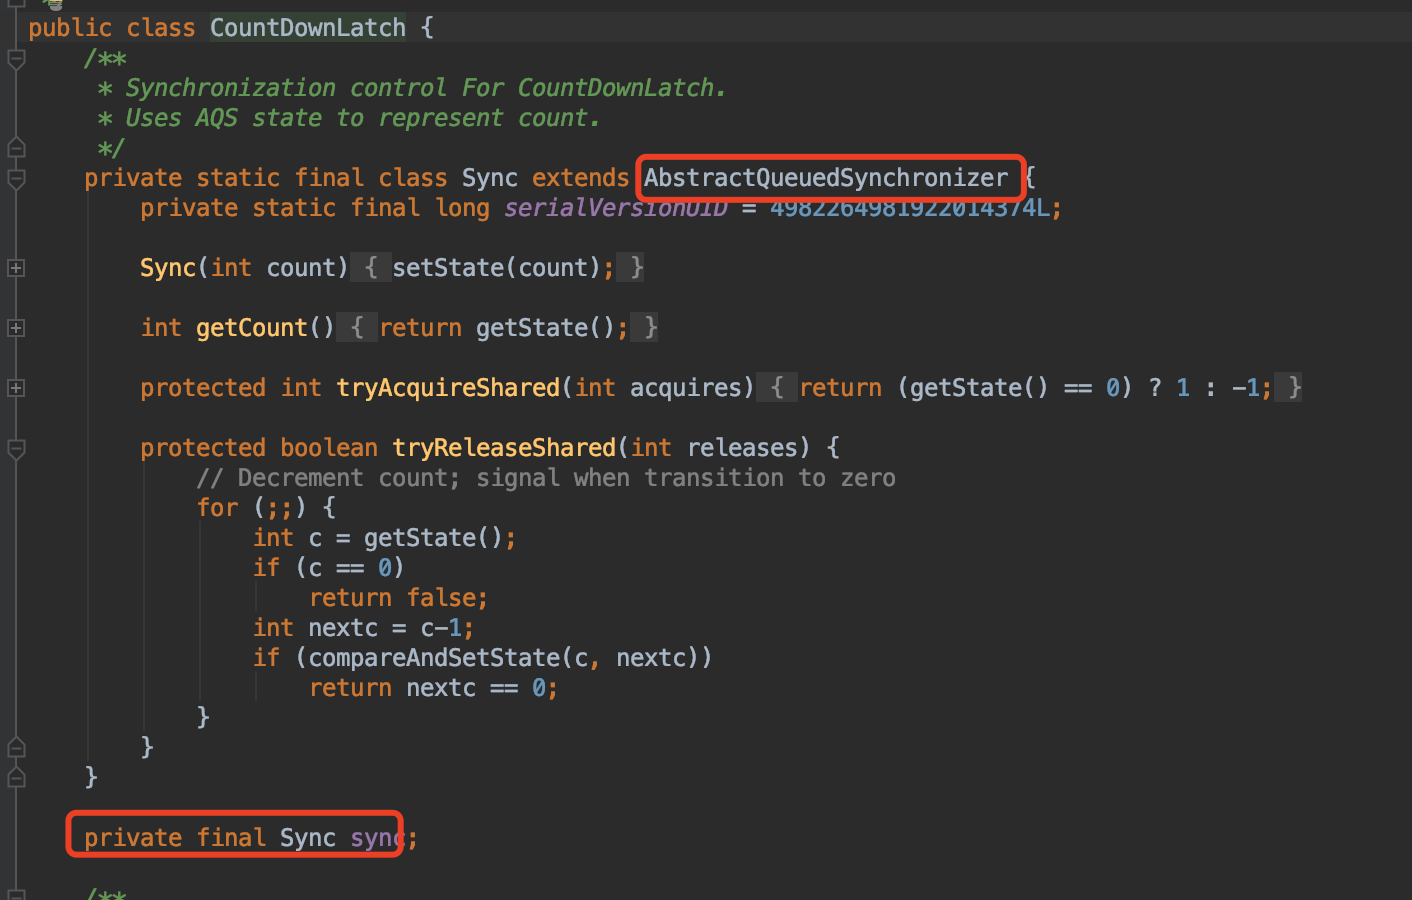 public class CountDownLatch {
/**
* Synchronization control For CountDownLatch.
* Uses AQS state to represent count.
*/
private static final class Sync extends AbstractQueuedSynchronizer {
private static final long serialVersionUID = 4982264981922014374L;
Sync(int count) { setState(count); }
int getCount() { return getState(); }
protected int tryAcquireShared(int acquires) { return (getState() == 0) ? 1 : -1; }
protected boolean tryReleaseShared(int releases) {
// Decrement count; signal when transition to zero
for (;;) {
int c = getState();
if (c == 0)
return false;
int nextc = c-1;
if (compareAndSetState(c, nextc))
return nextc == 0;
}
}
}
private final Sync sync;
/**